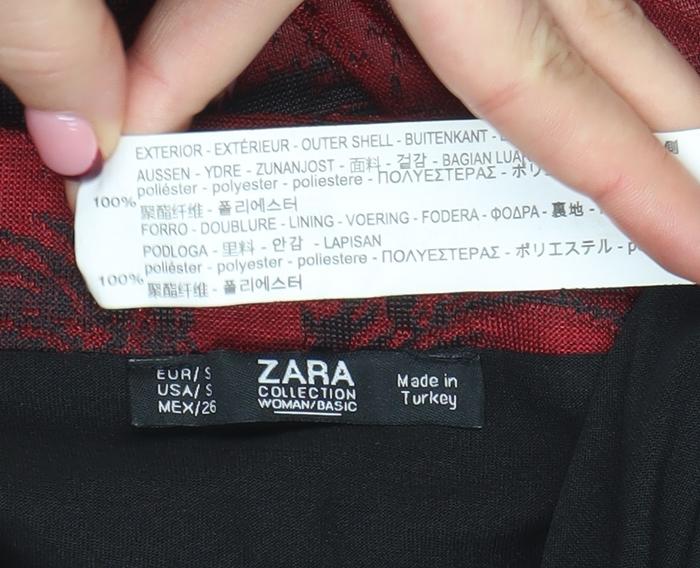 EXTERIOR - EXTÉRIEUR - OUTER SHELL - BUITENKANT -
AUSSEN - YDRE - ZUNANJOST - 面料 - 겉감 - BAGIAN LUAR
poliéster - polyester - poliestere - ΠΟΛΥΕΣΤΕΡΑΣ - ポリ
100% 聚酯纤维 - 폴리에스터
FORRO - DOUBLURE - LINING - VOERING - FODERA - ΦΟΔΡΑ - 裏地 -
PODLOGA - 里料 - 안감 - LAPISAN
poliéster - polyester - poliestere - ΠΟΛΥΕΣΤΕΡΑΣ - ポリエステル - p
100% 聚酯纤维 - 폴리에스터
EUR/ S
USA/ S
MEX/26
ZARA
COLLECTION
WOMAN/BASIC
Made in
Turkey